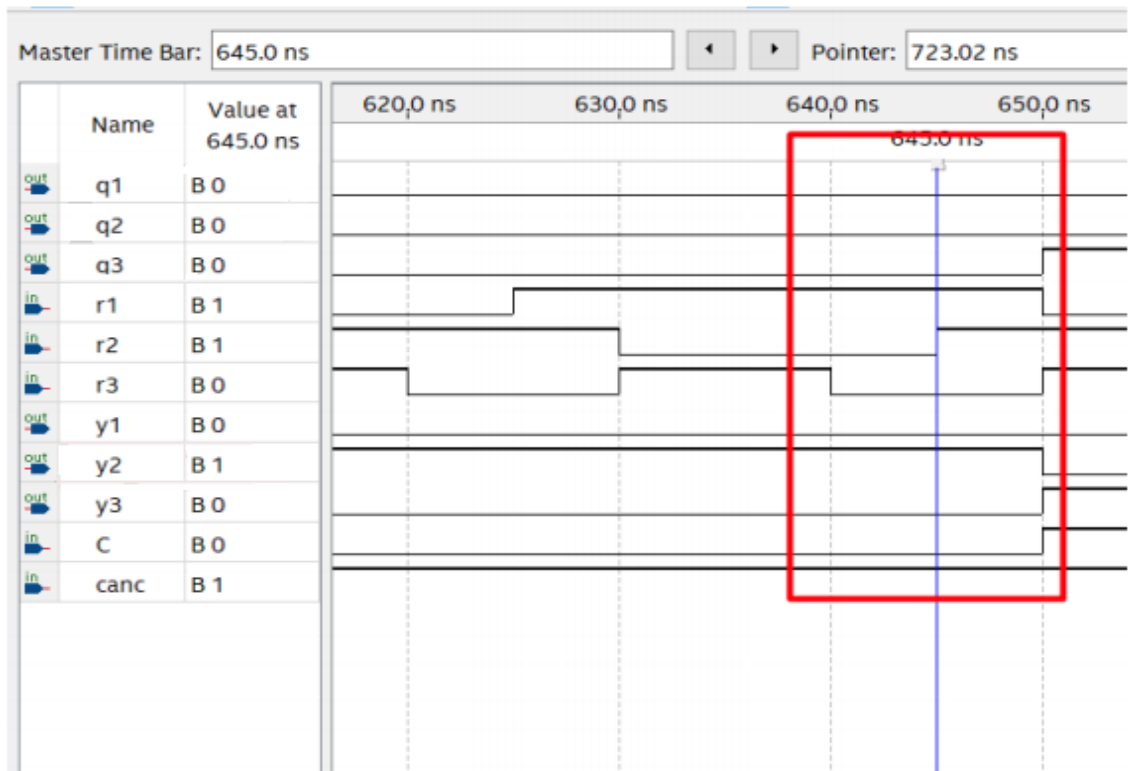 Master Time Bar: 645.0 ns Pointer: 723.02 ns
Name Value at 645.0 ns 620,0 ns 630,0 ns 640,0 ns 650,0 ns
645.0 ns
out q1 B 0
out q2 B 0
out q3 B 0
in r1 B 1
in r2 B 1
in r3 B 0
out y1 B 0
out y2 B 1
out y3 B 0
in C B 0
in canc B 1